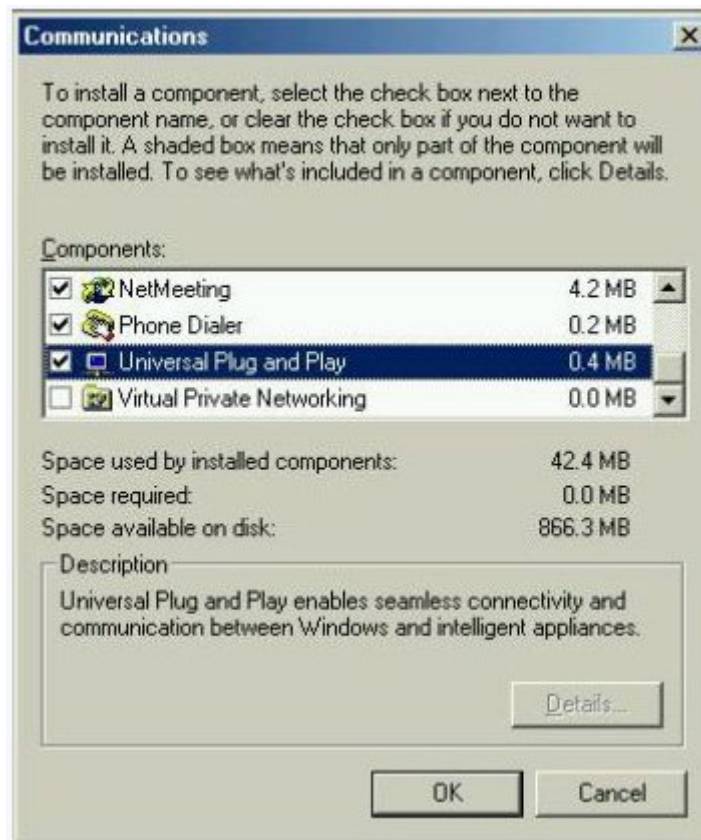 Communications
To install a component, select the check box next to the
component name, or clear the check box if you do not want to
install it. A shaded box means that only part of the component will
be installed. To see what's included in a component, click Details.
Components:
NetMeeting 4.2 MB
Phone Dialer 0.2 MB
Universal Plug and Play 0.4 MB
Virtual Private Networking 0.0 MB
Space used by installed components: 42.4 MB
Space required: 0.0 MB
Space available on disk: 866.3 MB
Description
Universal Plug and Play enables seamless connectivity and
communication between Windows and intelligent appliances.
Details...
OK Cancel